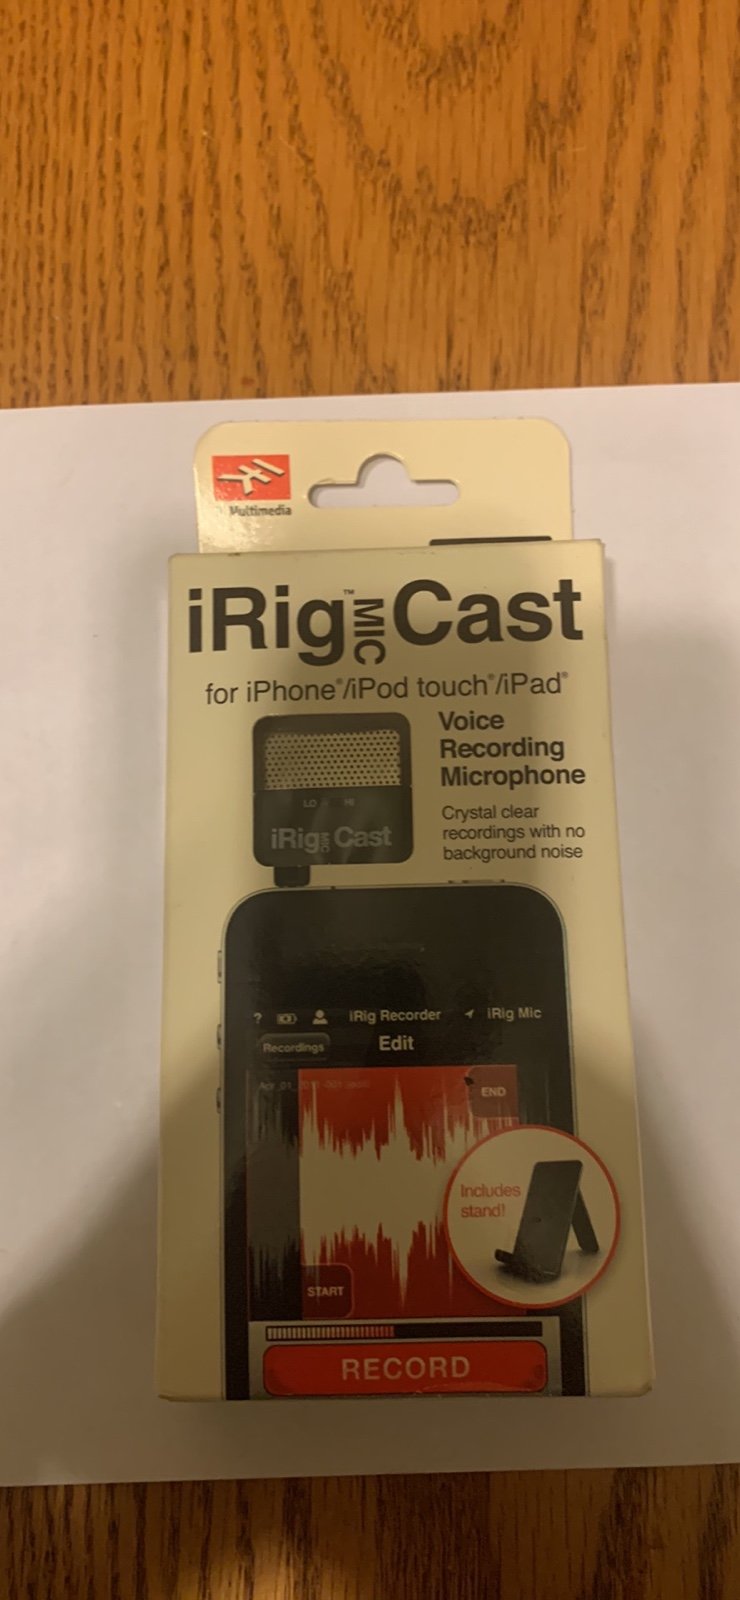 Multimedia
iRig™ MIC Cast
for iPhone®/iPod touch®/iPad®
Voice
Recording
Microphone
Crystal clear
recordings with no
background noise
LO HI
iRig MIC Cast
? iRig Recorder iRig Mic
Recordings Edit
END
Includes
stand!
START
RECORD